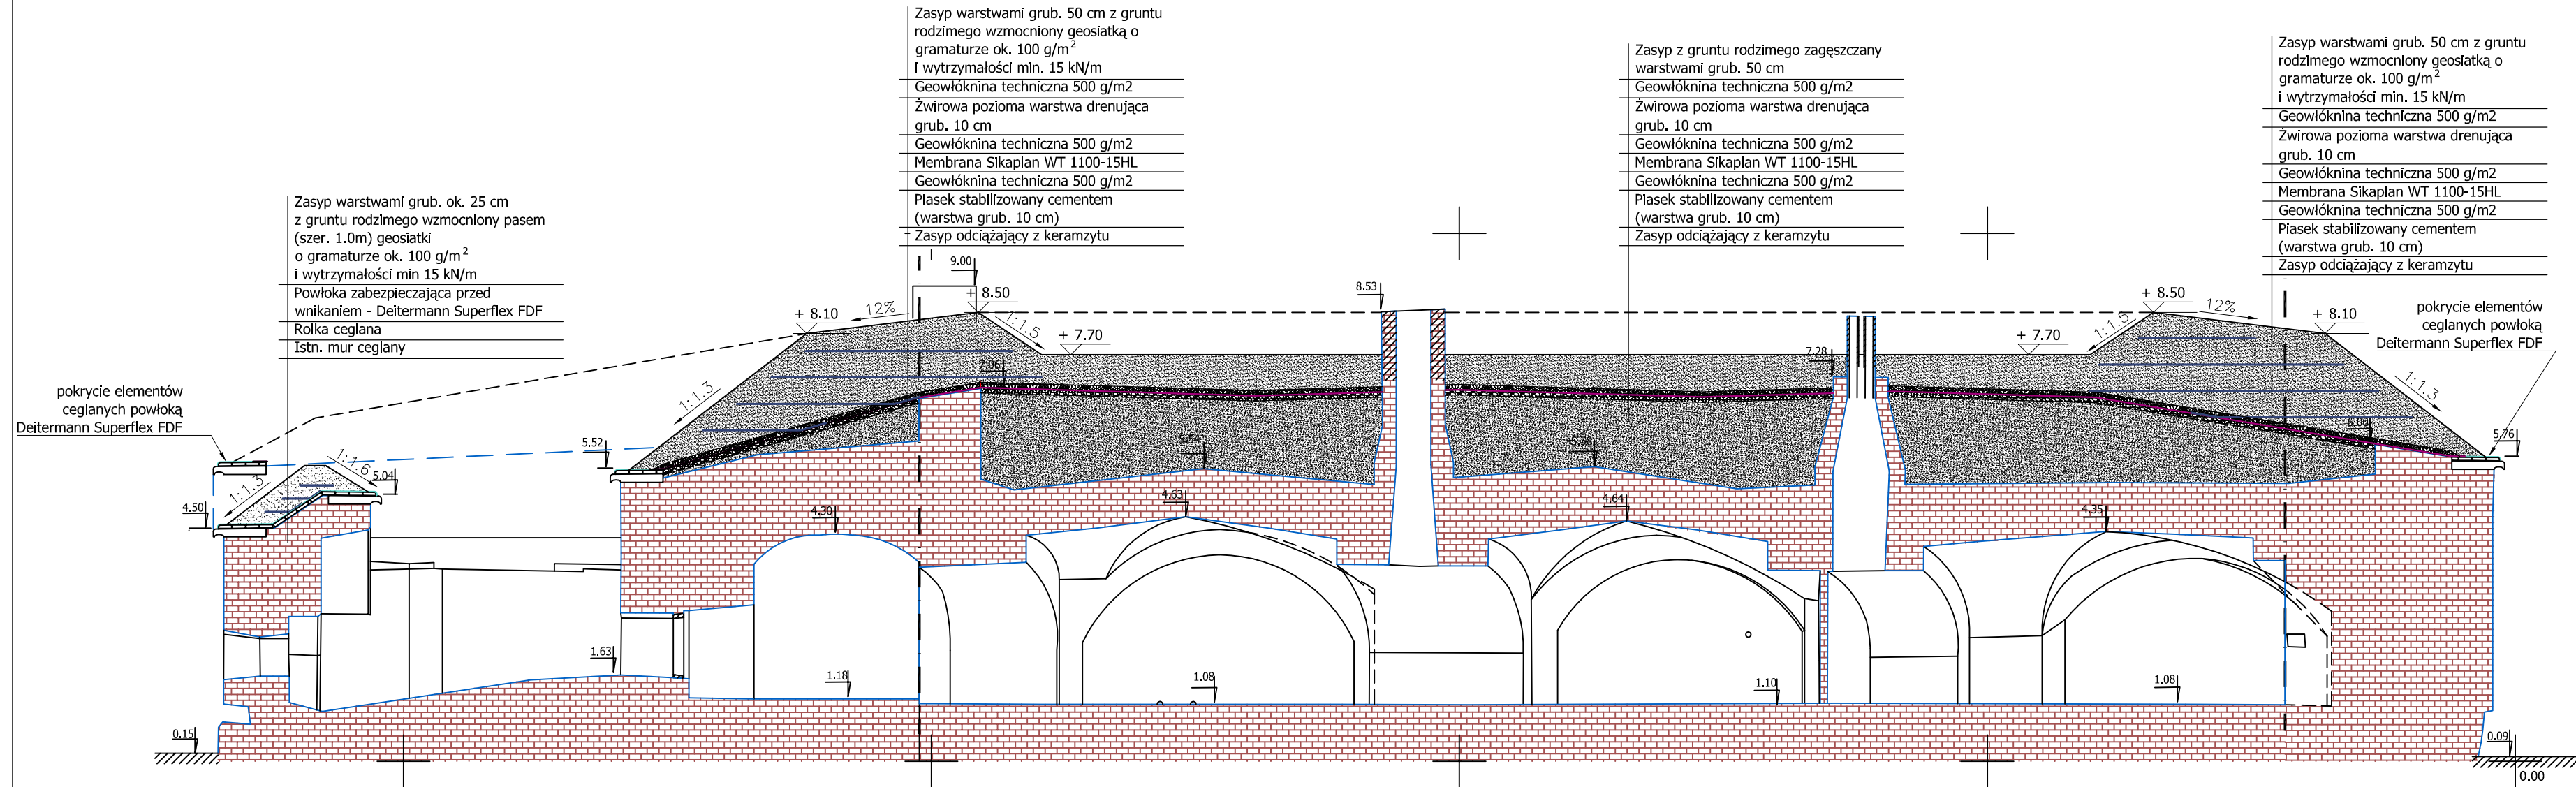 Zasyp warstwami grub. 50 cm z gruntu
rodzimego wzmocniony geosiatką o
gramaturze ok. 100 g/m²
i wytrzymałości min. 15 kN/m
Geowłóknina techniczna 500 g/m2
Żwirowa pozioma warstwa drenująca
grub. 10 cm
Geowłóknina techniczna 500 g/m2
Membrana Sikaplan WT 1100-15HL
Geowłóknina techniczna 500 g/m2
Piasek stabilizowany cementem
(warstwa grub. 10 cm)
Zasyp odciążający z keramzytu
Zasyp z gruntu rodzimego zagęszczany
warstwami grub. 50 cm
Geowłóknina techniczna 500 g/m2
Żwirowa pozioma warstwa drenująca
grub. 10 cm
Geowłóknina techniczna 500 g/m2
Membrana Sikaplan WT 1100-15HL
Geowłóknina techniczna 500 g/m2
Piasek stabilizowany cementem
(warstwa grub. 10 cm)
Zasyp odciążający z keramzytu
Zasyp warstwami grub. 50 cm z gruntu
rodzimego wzmocniony geosiatką o
gramaturze ok. 100 g/m²
i wytrzymałości min. 15 kN/m
Geowłóknina techniczna 500 g/m2
Żwirowa pozioma warstwa drenująca
grub. 10 cm
Geowłóknina techniczna 500 g/m2
Membrana Sikaplan WT 1100-15HL
Geowłóknina techniczna 500 g/m2
Piasek stabilizowany cementem
(warstwa grub. 10 cm)
Zasyp odciążający z keramzytu
Zasyp warstwami grub. ok. 25 cm
z gruntu rodzimego wzmocniony pasem
(szer. 1.0m) geosiatki
o gramaturze ok. 100 g/m²
i wytrzymałości min 15 kN/m
Powłoka zabezpieczająca przed
wnikaniem - Deitermann Superflex FDF
Rolka ceglana
Istn. mur ceglany
pokrycie elementów
ceglanych powłoką
Deitermann Superflex FDF
pokrycie elementów
ceglanych powłoką
Deitermann Superflex FDF
9.00
+ 8.50
12%
+ 8.10
1:1.5
+ 7.70
8.53
7.28
+ 7.70
1:1.5
+ 8.50
12%
+ 8.10
7.06
1:1.3
1:1.3
5.52
5.54
5.76
1:1.6
1:1.3
5.04
4.50
4.30
4.63
4.64
4.35
1.63
1.18
1.08
1.10
1.08
0.15
0.09
0.00